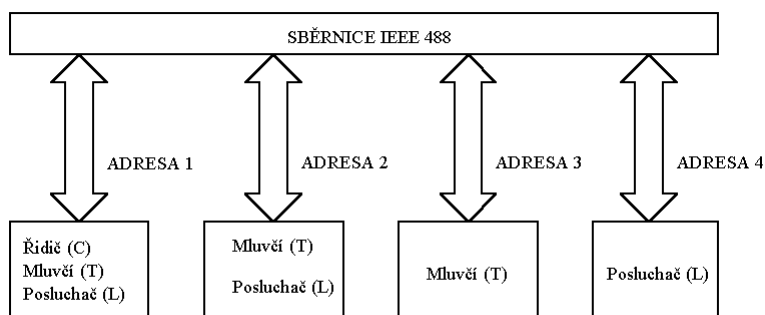 SBĚRNICE IEEE 488
ADRESA 1
ADRESA 2
ADRESA 3
ADRESA 4
Řidič (C)
Mluvčí (T)
Posluchač (L)
Mluvčí (T)
Posluchač (L)
Mluvčí (T)
Posluchač (L)